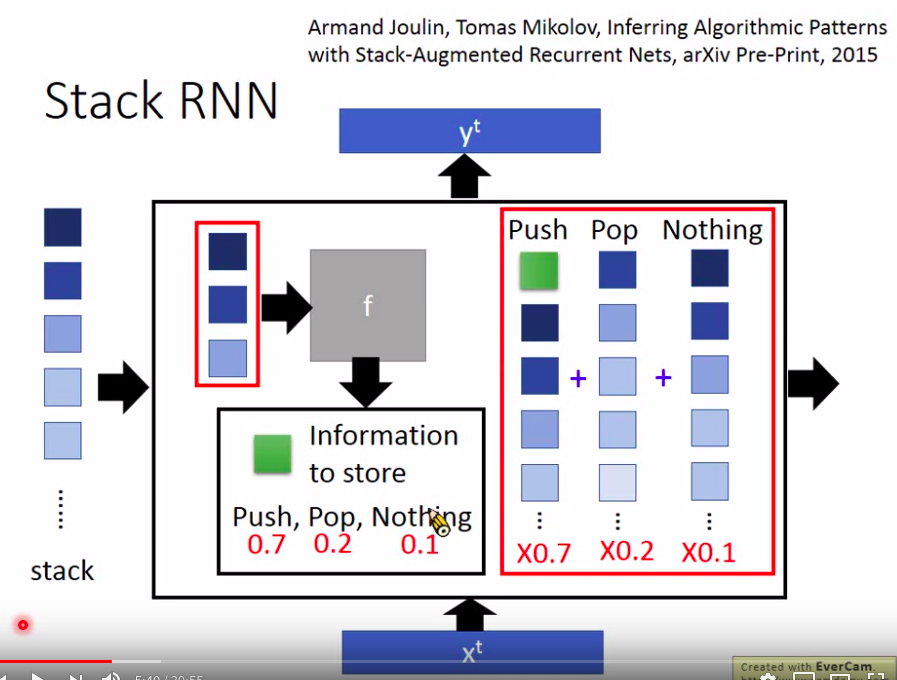 Armand Joulin, Tomas Mikolov, Inferring Algorithmic Patterns
with Stack-Augmented Recurrent Nets, arXiv Pre-Print, 2015
Stack RNN
y^t
Push Pop Nothing
f
+ +
Information
to store
Push, Pop, Nothing
0.7 0.2 0.1
X0.7 X0.2 X0.1
stack
x^t
5:40 / 20:55
Created with EverCam.